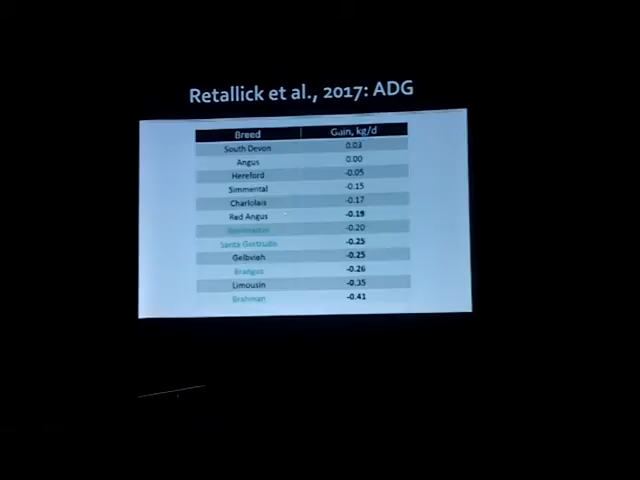 Retallick et al., 2017: ADG
Breed Gain, kg/d
South Devon 0.03
Angus 0.00
Hereford -0.05
Simmental -0.15
Charlolais -0.17
Red Angus -0.19
-0.20
Santa Gertrudis -0.25
Gelbvieh -0.25
Brangus -0.26
Limousin -0.35
Brahman -0.41